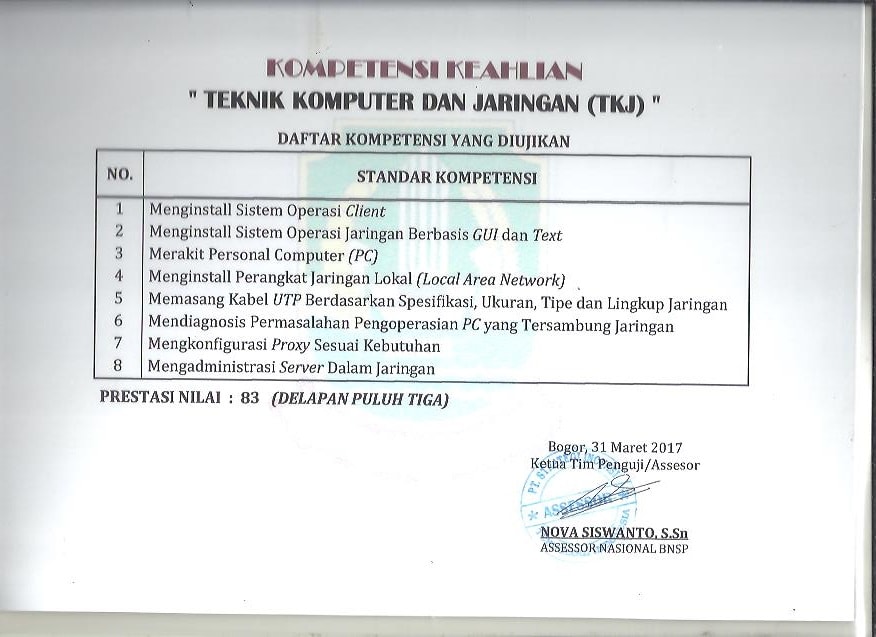 KOMPETENSI KEAHLIAN
" TEKNIK KOMPUTER DAN JARINGAN (TKJ) "
DAFTAR KOMPETENSI YANG DIUJIKAN
NO. STANDAR KOMPETENSI
1 Menginstall Sistem Operasi Client
2 Menginstall Sistem Operasi Jaringan Berbasis GUI dan Text
3 Merakit Personal Computer (PC)
4 Menginstall Perangkat Jaringan Lokal (Local Area Network)
5 Memasang Kabel UTP Berdasarkan Spesifikasi, Ukuran, Tipe dan Lingkup Jaringan
6 Mendiagnosis Permasalahan Pengoperasian PC yang Tersambung Jaringan
7 Mengkonfigurasi Proxy Sesuai Kebutuhan
8 Mengadministrasi Server Dalam Jaringan
PRESTASI NILAI : 83 (DELAPAN PULUH TIGA)
Bogor, 31 Maret 2017
Ketua Tim Penguji/Assesor
PT.
ASSESSOR
NOVA SISWANTO, S.Sn
ASSESSOR NASIONAL BNSP